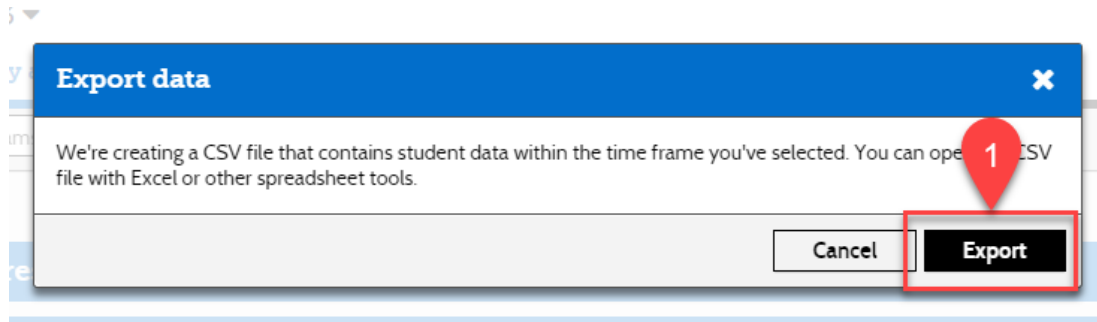 Export data
We're creating a CSV file that contains student data within the time frame you've selected. You can ope CSV
file with Excel or other spreadsheet tools.
1
Cancel
Export